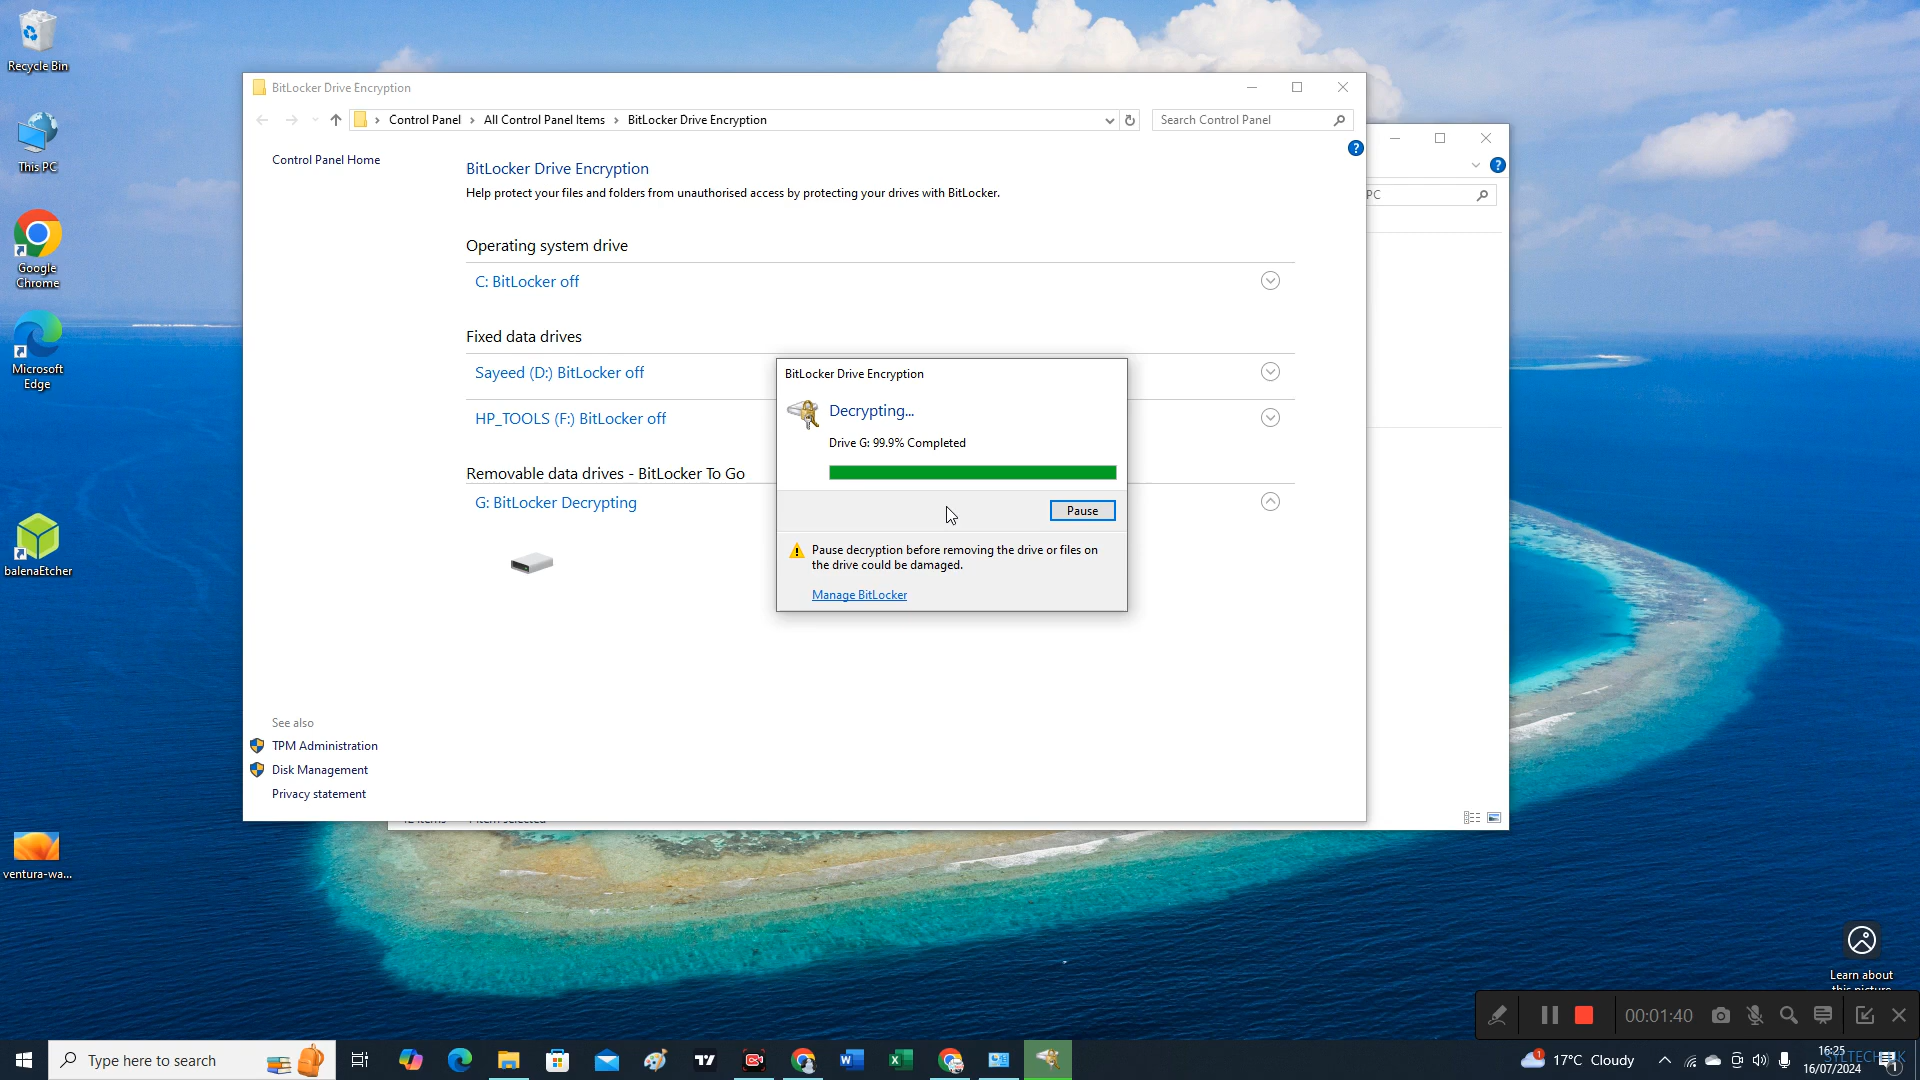 Recycle Bin
This PC
Google
Chrome
Microsoft
Edge
balenaEtcher
ventura-wa...
BitLocker Drive Encryption
Control Panel
All Control Panel Items
BitLocker Drive Encryption
Search Control Panel
PC
Control Panel Home
BitLocker Drive Encryption
Help protect your files and folders from unauthorised access by protecting your drives with BitLocker.
Operating system drive
C: BitLocker off
Fixed data drives
Sayeed (D:) BitLocker off
HP_TOOLS (F:) BitLocker off
Removable data drives - BitLocker To Go
G: BitLocker Decrypting
BitLocker Drive Encryption
Decrypting...
Drive G: 99.9% Completed
Pause
Pause decryption before removing the drive or files on
the drive could be damaged.
Manage BitLocker
See also
TPM Administration
Disk Management
Privacy statement
Learn about
this picture
00:01:40
Type here to search
17°C Cloudy
16:25
16/07/2024